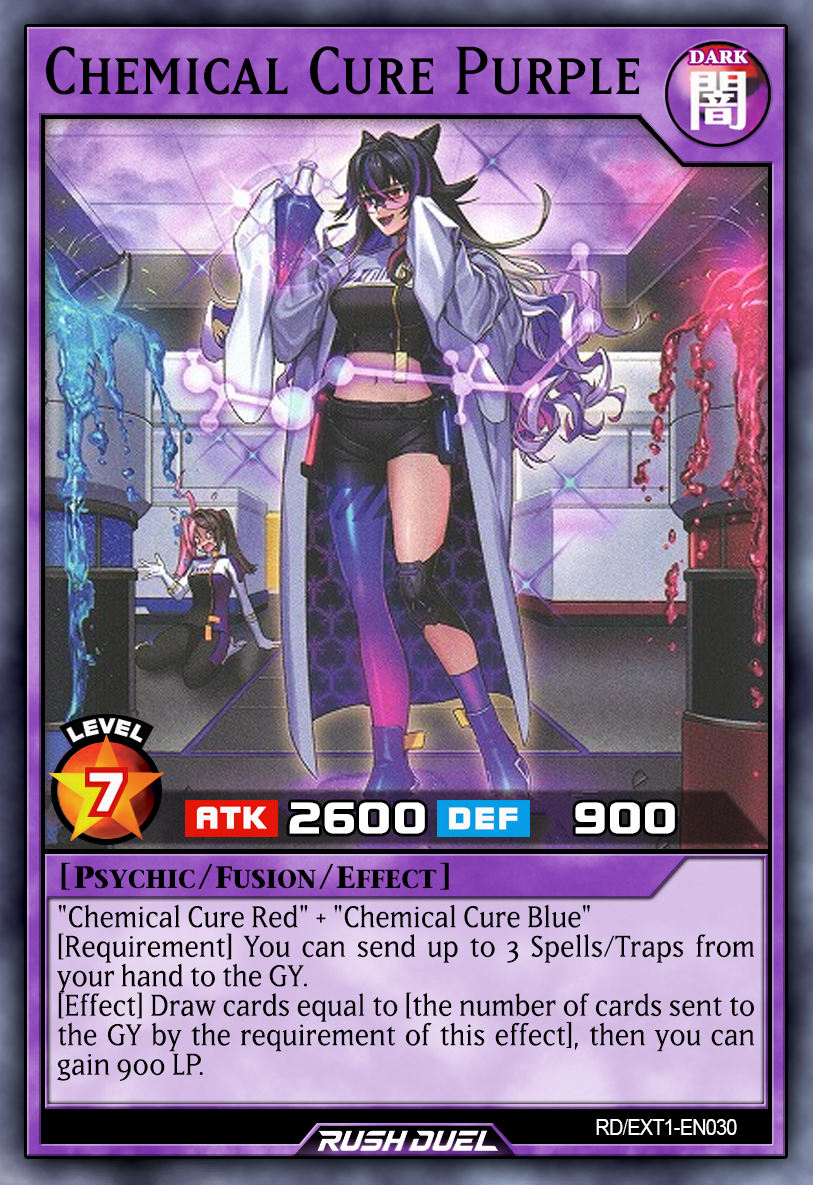 Chemical Cure Purple
DARK
闇
LEVEL
7
ATK 2600 DEF 900
[Psychic/Fusion/Effect]
"Chemical Cure Red" + "Chemical Cure Blue"
[Requirement] You can send up to 3 Spells/Traps from
your hand to the GY.
[Effect] Draw cards equal to [the number of cards sent to
the GY by the requirement of this effect], then you can
gain 900 LP.
RD/EXT1-EN030
RUSH DUEL